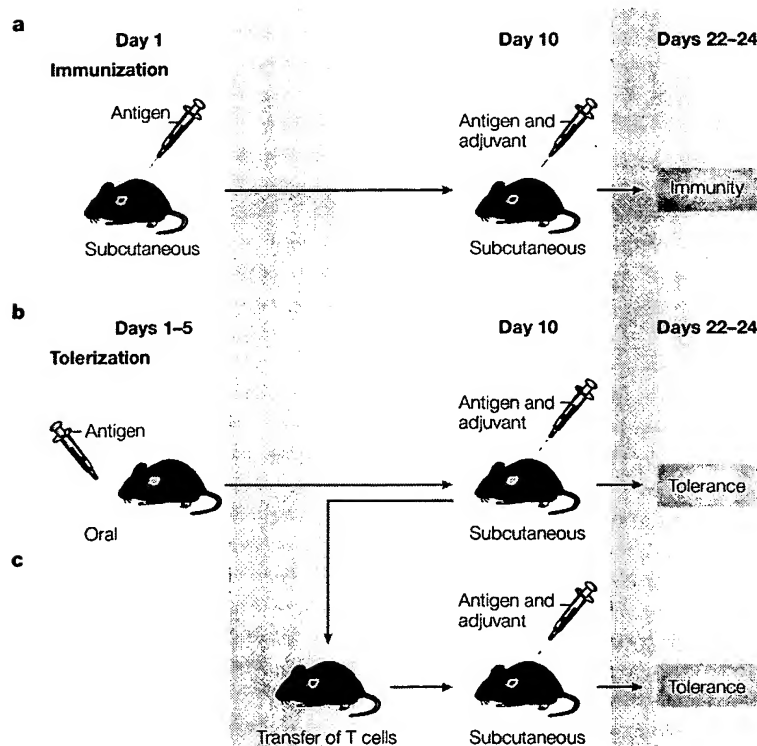 a
Day 1
Day 10
Days 22–24
Immunization
Antigen
Antigen and
adjuvant
Immunity
Subcutaneous
Subcutaneous
b
Days 1–5
Day 10
Days 22–24
Tolerization
Antigen and
adjuvant
Antigen
Tolerance
Oral
Subcutaneous
c
Antigen and
adjuvant
Tolerance
Transfer of T cells
Subcutaneous